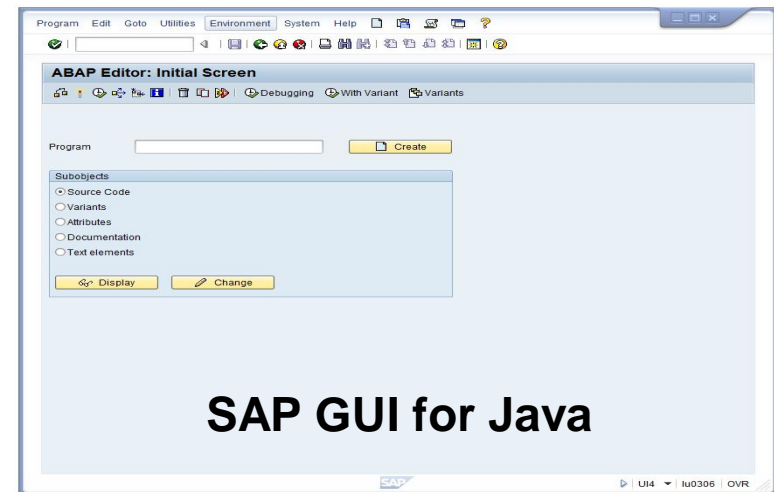 Program Edit Goto Utilities Environment System Help
ABAP Editor: Initial Screen
Debugging With Variant Variants
Program Create
Subobjects
Source Code
Variants
Attributes
Documentation
Text elements
Display Change
SAP GUI for Java
SAP
UI4 lu0306 OVR